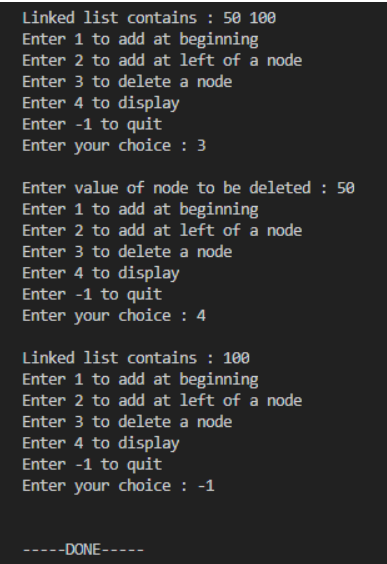 Linked list contains : 50 100
Enter 1 to add at beginning
Enter 2 to add at left of a node
Enter 3 to delete a node
Enter 4 to display
Enter -1 to quit
Enter your choice : 3
Enter value of node to be deleted : 50
Enter 1 to add at beginning
Enter 2 to add at left of a node
Enter 3 to delete a node
Enter 4 to display
Enter -1 to quit
Enter your choice : 4
Linked list contains : 100
Enter 1 to add at beginning
Enter 2 to add at left of a node
Enter 3 to delete a node
Enter 4 to display
Enter -1 to quit
Enter your choice : -1
-----DONE-----